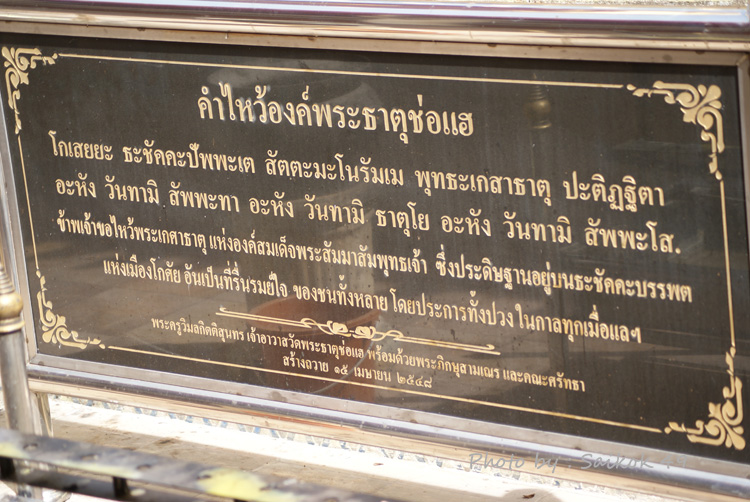 คำไหว้องค์พระธาตุช่อแฮ
โกเสยยะ ธะชัคคะปัพพะเต สัตตะมะโนรัมเม พุทธะเกสาธาตุ ปะติฏฐิตา
อะหัง วันทามิ สัพพะทา อะหัง วันทามิ ธาตุโย อะหัง วันทามิ สัพพะโส.
ข้าพเจ้าขอไหว้พระเกศาธาตุ แห่งองค์สมเด็จพระสัมมาสัมพุทธเจ้า ซึ่งประดิษฐานอยู่บนธะชัคคะบรรพต
แห่งเมืองโกศัย อันเป็นที่รื่นรมย์ใจ ของชนทั้งหลาย โดยประการทั้งปวง ในกาลทุกเมื่อแลฯ
พระครูวิมลกิตติสุนทร เจ้าอาวาสวัดพระธาตุช่อแฮ พร้อมด้วยพระภิกษุสามเณร และคณะศรัทธา
สร้างถวาย ๑๕ เมษายน ๒๕๔๘
Photo by